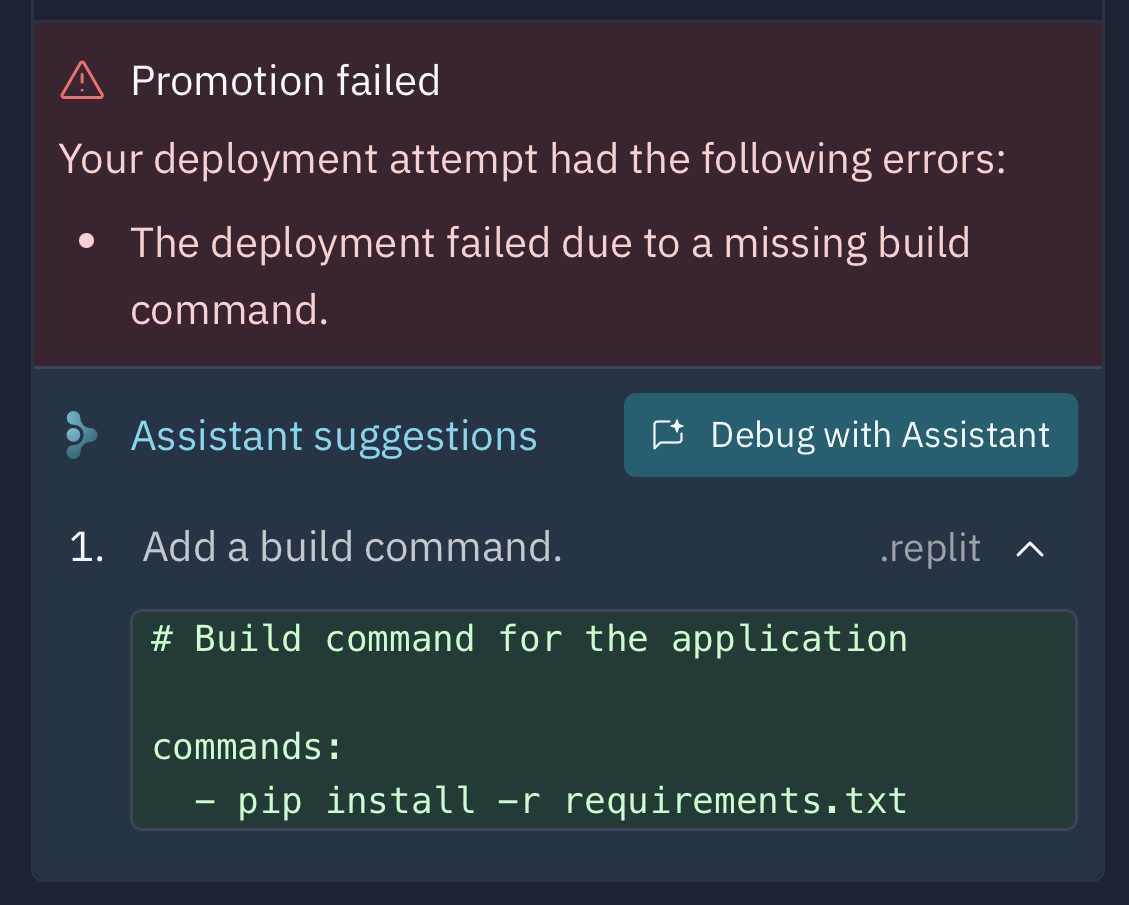 Promotion failed
Your deployment attempt had the following errors:
• The deployment failed due to a missing build
command.
Assistant suggestions
Debug with Assistant
1. Add a build command. .replit
# Build command for the application
commands:
  - pip install -r requirements.txt